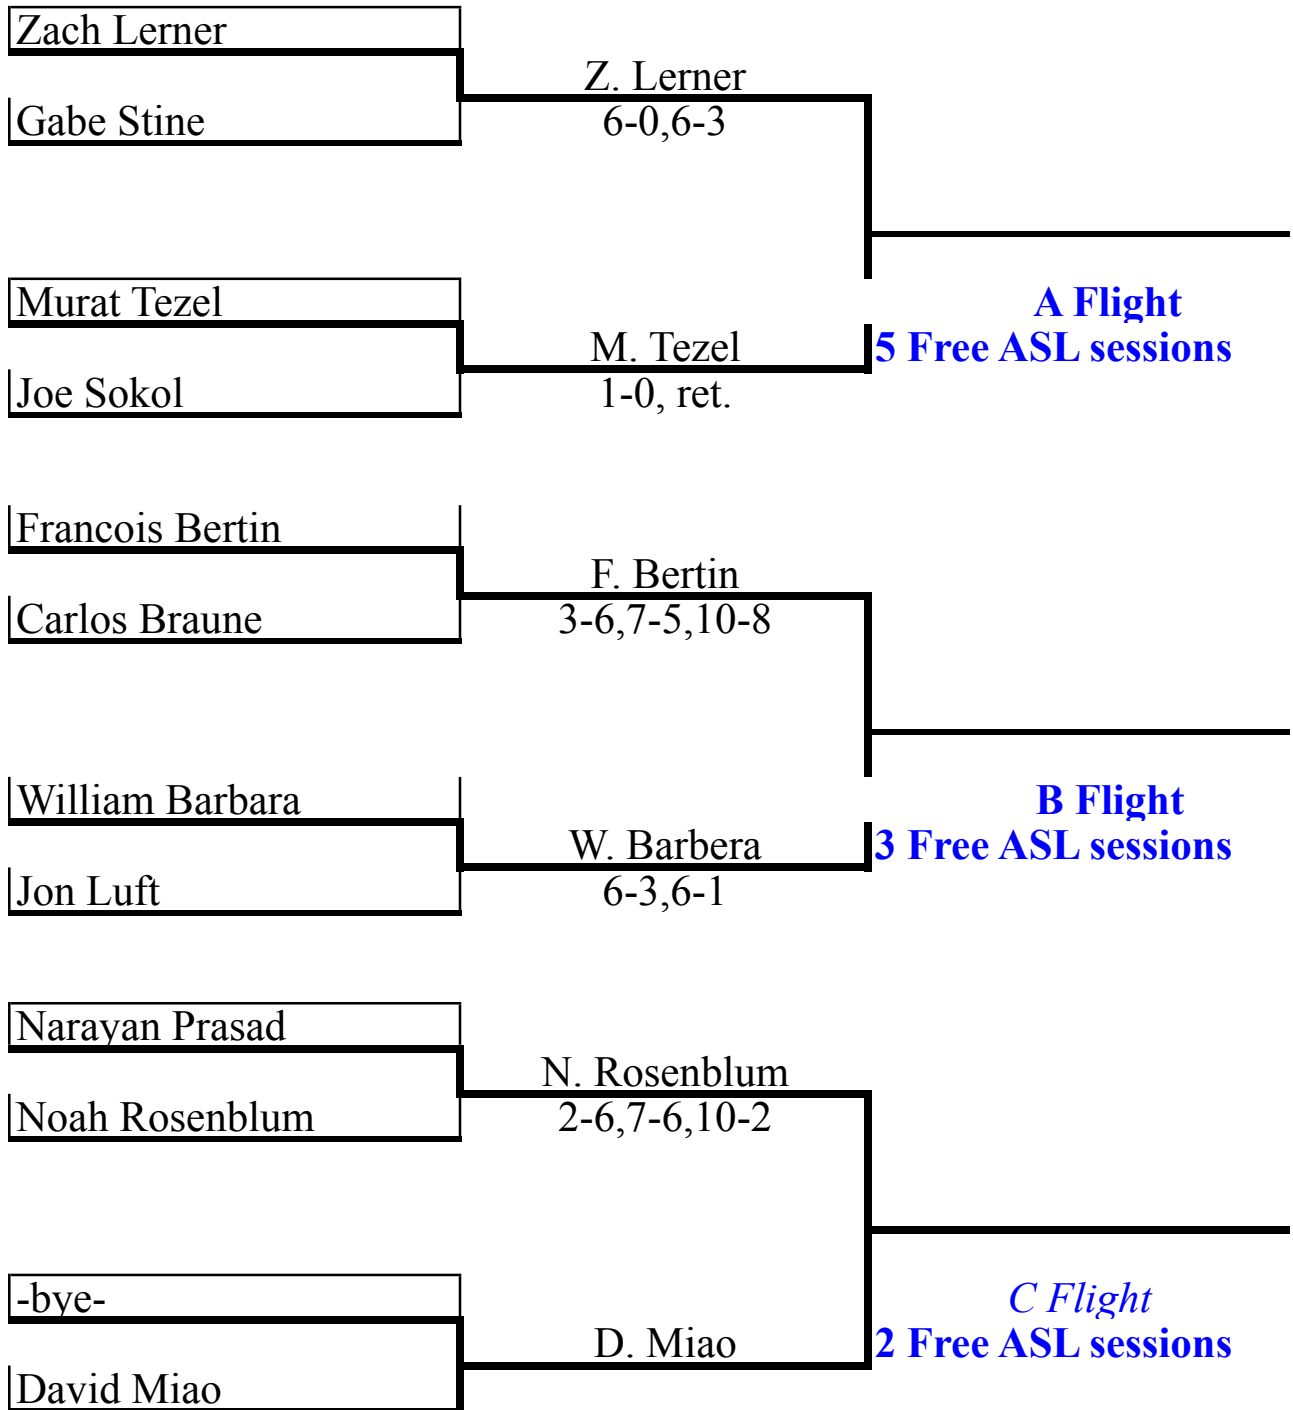 Zach Lerner
Z. Lerner
Gabe Stine
6-0,6-3
Murat Tezel
A Flight
M. Tezel
5 Free ASL sessions
Joe Sokol
1-0, ret.
Francois Bertin
F. Bertin
Carlos Braune
3-6,7-5,10-8
William Barbara
B Flight
W. Barbera
3 Free ASL sessions
Jon Luft
6-3,6-1
Narayan Prasad
N. Rosenblum
Noah Rosenblum
2-6,7-6,10-2
-bye-
C Flight
D. Miao
2 Free ASL sessions
David Miao